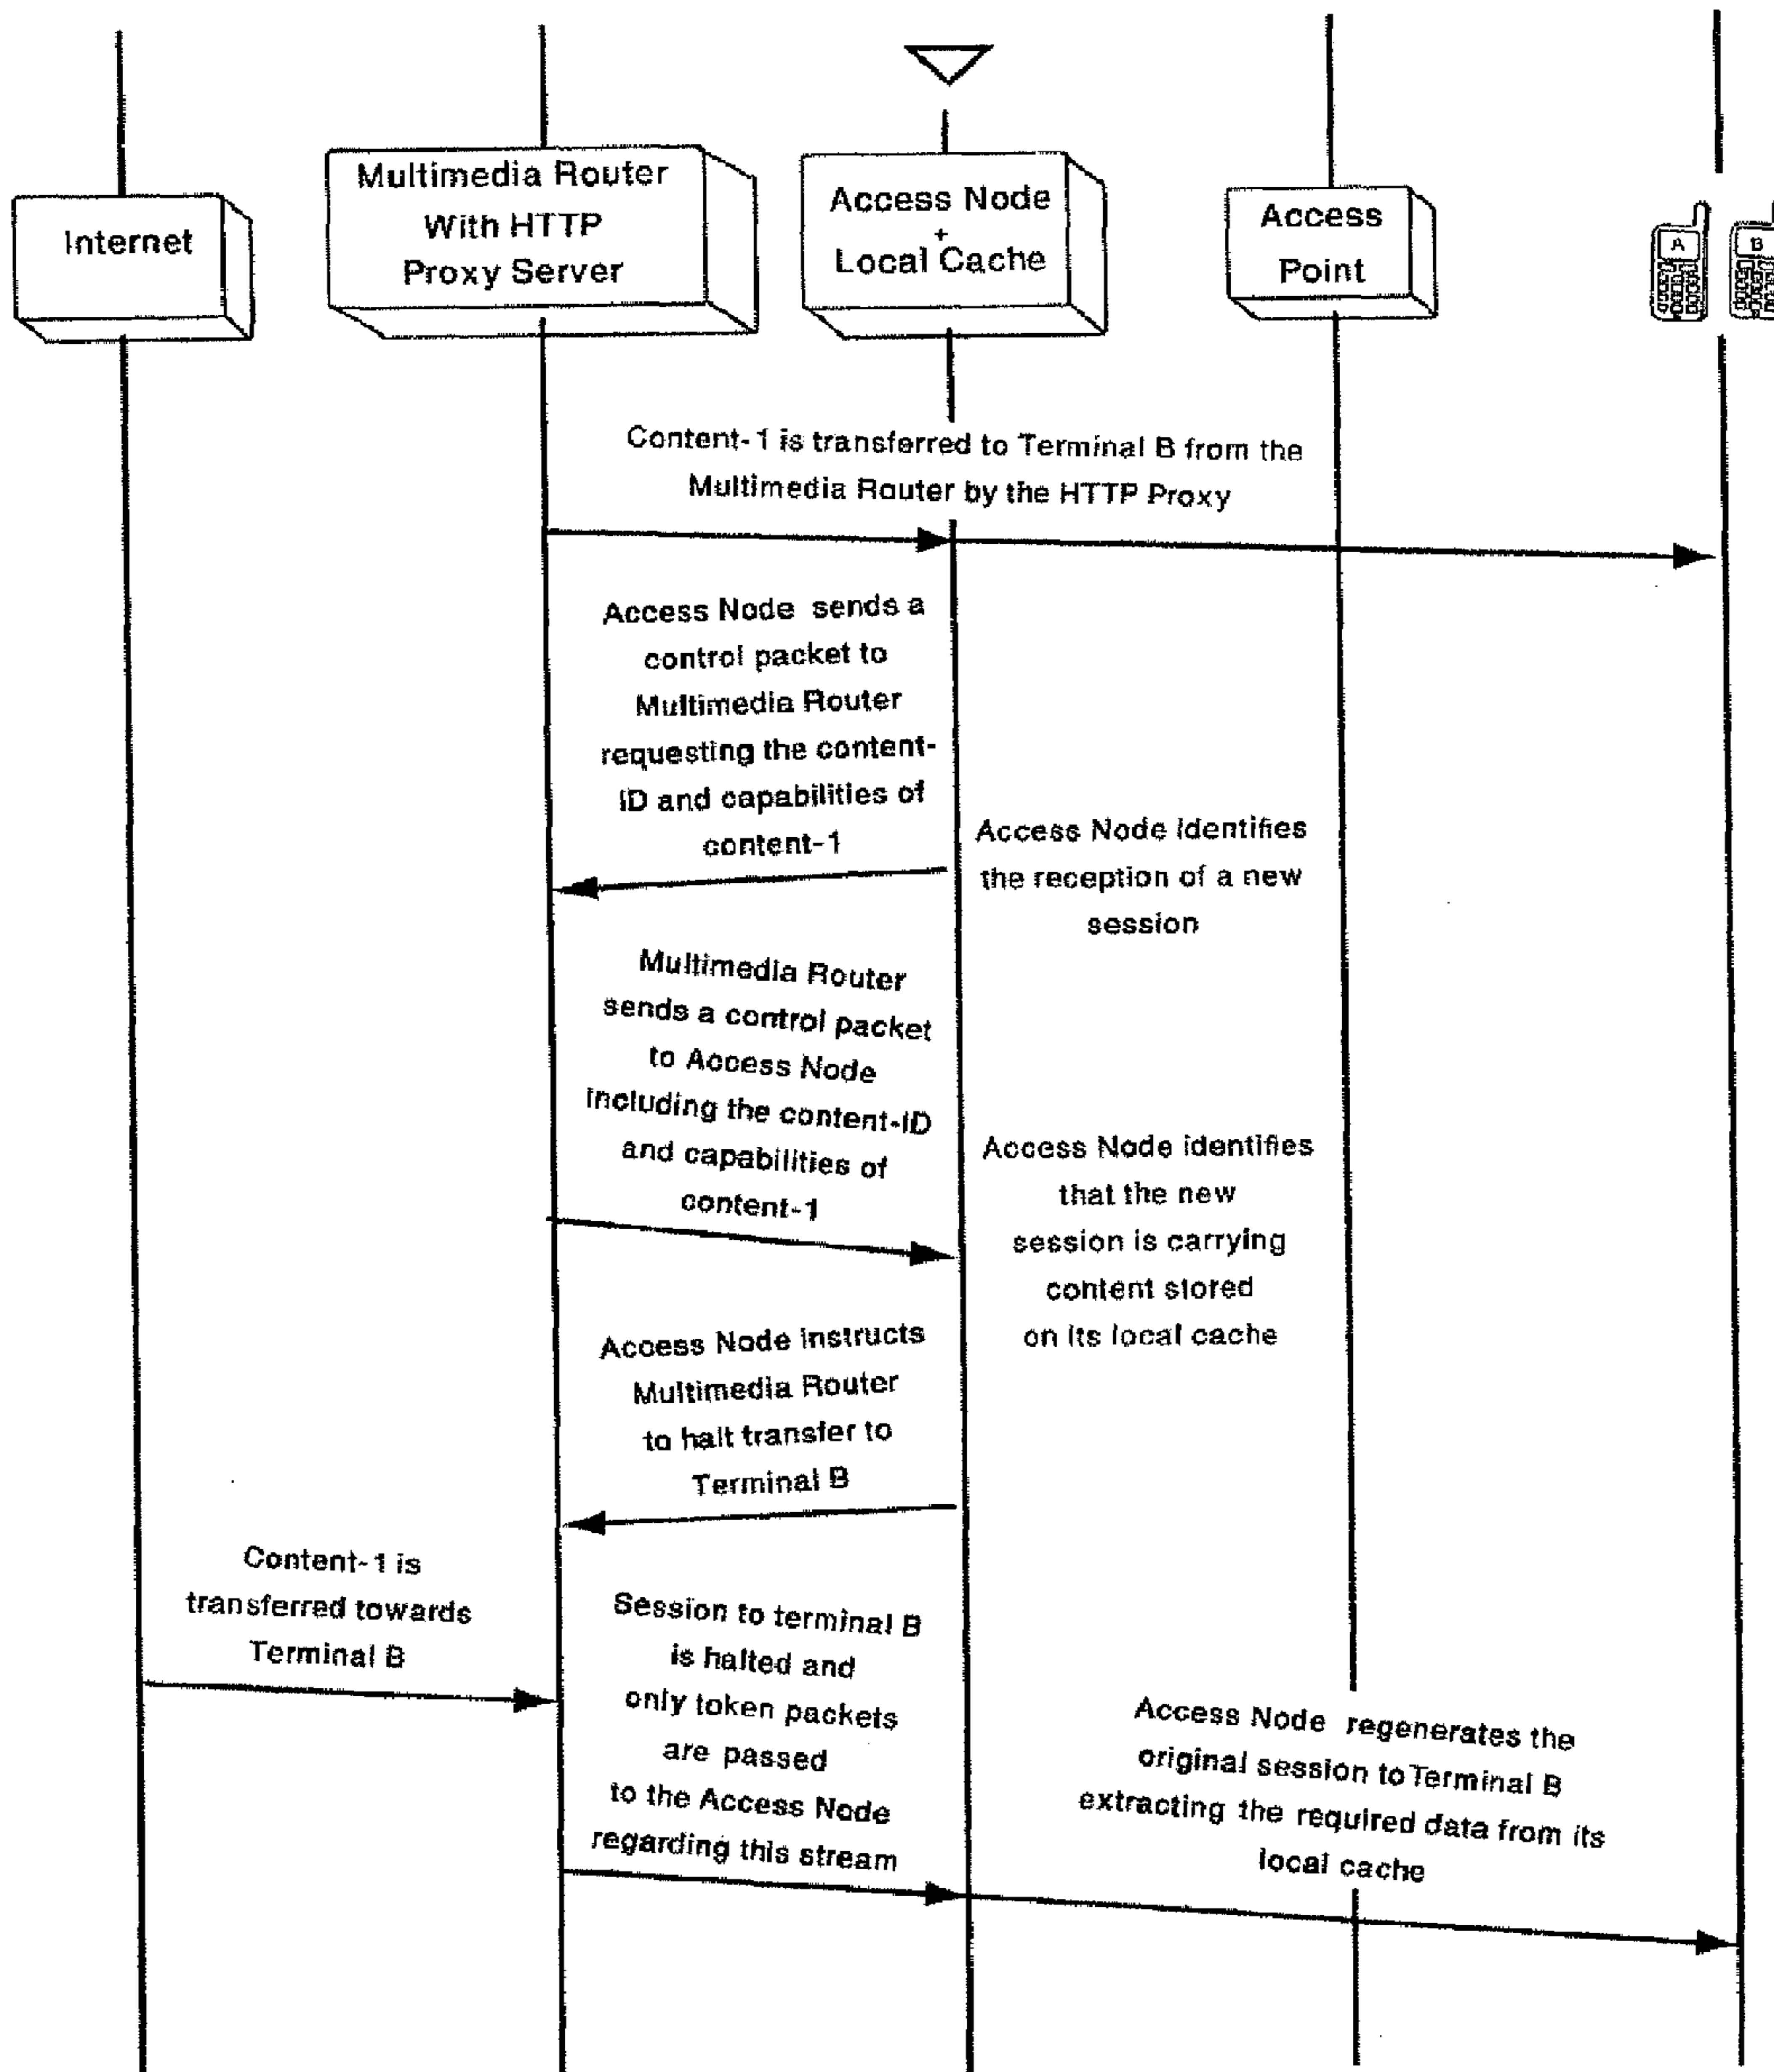 Internet
Multimedia Router
With HTTP
Proxy Server
Access Node
+
Local Cache
Access
Point
A
B
Content-1 is transferred to Terminal B from the
Multimedia Router by the HTTP Proxy
Access Node sends a
control packet to
Multimedia Router
requesting the content-
ID and capabilities of
content-1
Access Node identifies
the reception of a new
session
Multimedia Router
sends a control packet
to Access Node
including the content-ID
and capabilities of
content-1
Access Node identifies
that the new
session is carrying
content stored
on its local cache
Access Node instructs
Multimedia Router
to halt transfer to
Terminal B
Content-1 is
transferred towards
Terminal B
Session to terminal B
is halted and
only token packets
are passed
to the Access Node
regarding this stream
Access Node regenerates the
original session to Terminal B
extracting the required data from its
local cache